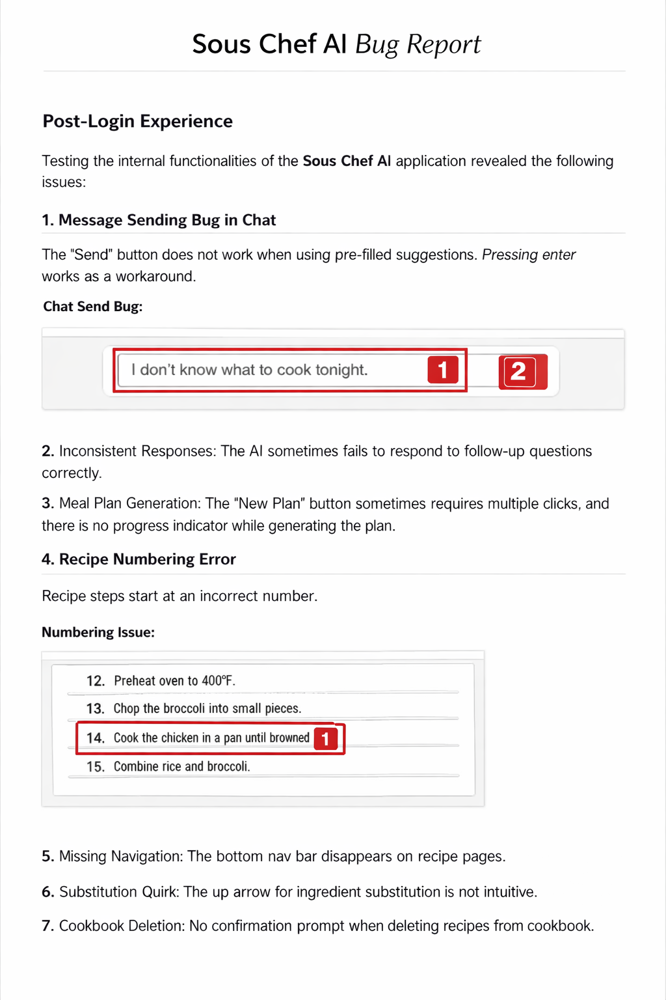 Sous Chef AI Bug Report
Post-Login Experience
Testing the internal functionalities of the Sous Chef AI application revealed the following
issues:
1. Message Sending Bug in Chat
The "Send" button does not work when using pre-filled suggestions. Pressing enter
works as a workaround.
Chat Send Bug:
I don't know what to cook tonight. 1 2
2. Inconsistent Responses: The AI sometimes fails to respond to follow-up questions
correctly.
3. Meal Plan Generation: The "New Plan" button sometimes requires multiple clicks, and
there is no progress indicator while generating the plan.
4. Recipe Numbering Error
Recipe steps start at an incorrect number.
Numbering Issue:
12. Preheat oven to 400°F.
13. Chop the broccoli into small pieces.
14. Cook the chicken in a pan until browned 1
15. Combine rice and broccoli.
5. Missing Navigation: The bottom nav bar disappears on recipe pages.
6. Substitution Quirk: The up arrow for ingredient substitution is not intuitive.
7. Cookbook Deletion: No confirmation prompt when deleting recipes from cookbook.